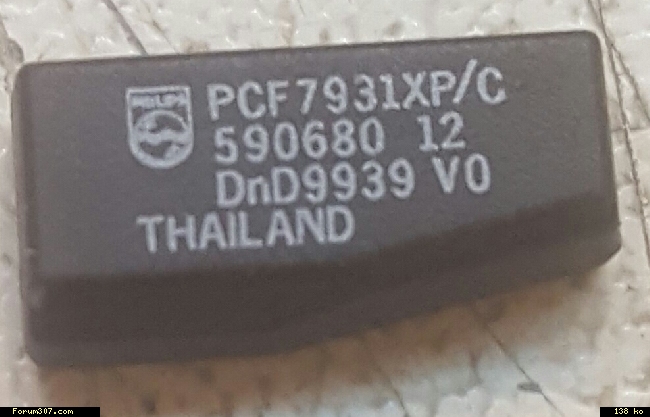 PHILIPS
PCF7931XP/C
590680 12
DnD9939 V0
THAILAND
Forum307.com
138 ko